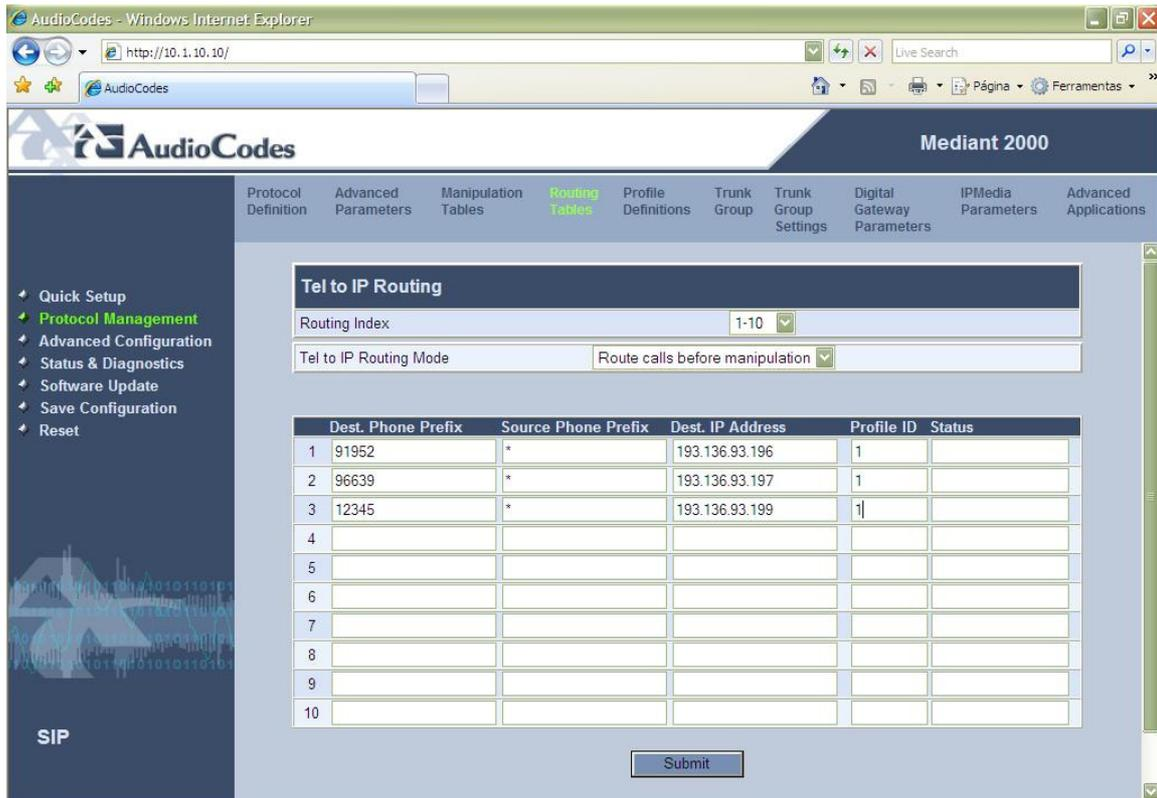 AudioCodes - Windows Internet Explorer
http://10.1.10.10/
Live Search
AudioCodes
Página
Ferramentas
AudioCodes
Mediant 2000
Protocol Definition
Advanced Parameters
Manipulation Tables
Routing Tables
Profile Definitions
Trunk Group
Trunk Group Settings
Digital Gateway Parameters
IPMedia Parameters
Advanced Applications
Quick Setup
Protocol Management
Advanced Configuration
Status & Diagnostics
Software Update
Save Configuration
Reset
SIP
Tel to IP Routing
Routing Index 1-10
Tel to IP Routing Mode Route calls before manipulation
Dest. Phone Prefix Source Phone Prefix Dest. IP Address Profile ID Status
1 91952 * 193.136.93.196 1
2 96639 * 193.136.93.197 1
3 12345 * 193.136.93.199 1
4
5
6
7
8
9
10
Submit